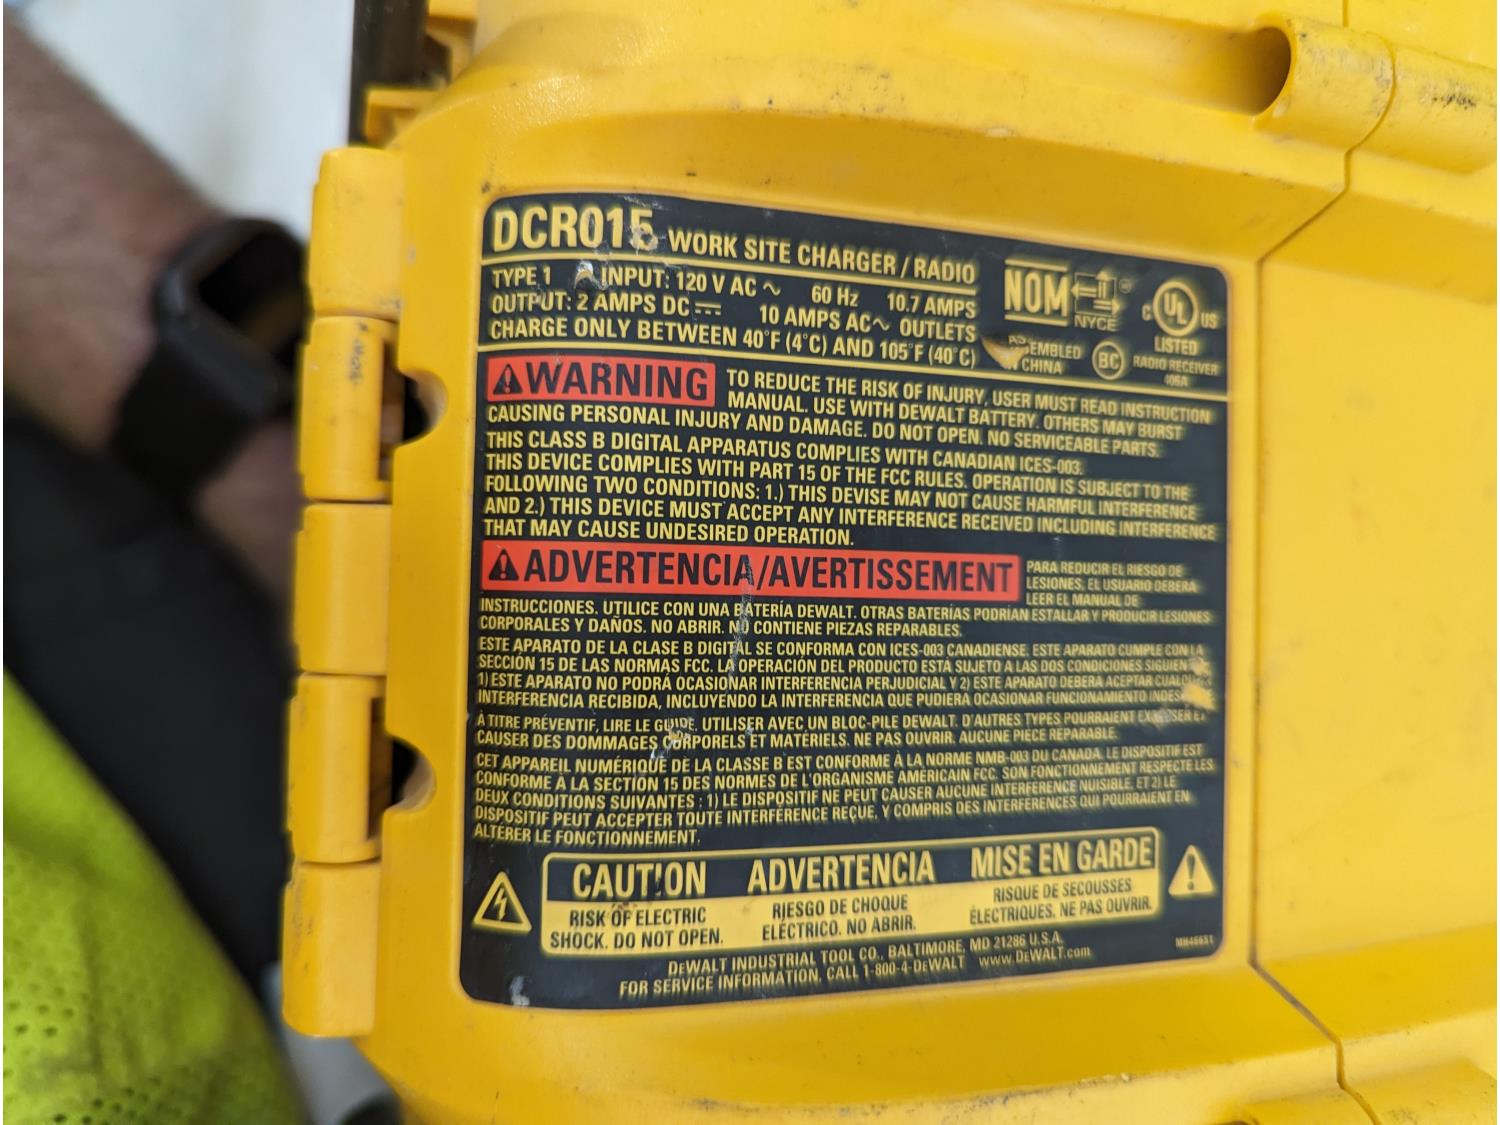 DCR015 WORK SITE CHARGER / RADIO
TYPE 1 INPUT: 120 V AC ~ 60 Hz 10.7 AMPS
OUTPUT: 2 AMPS DC ⎓ 10 AMPS AC~ OUTLETS
CHARGE ONLY BETWEEN 40°F (4°C) AND 105°F (40°C)
NOM
NYCE
C UL US
LISTED
RADIO RECEIVER
406A
ASSEMBLED
IN CHINA
BC
WARNING TO REDUCE THE RISK OF INJURY, USER MUST READ INSTRUCTION
MANUAL. USE WITH DEWALT BATTERY. OTHERS MAY BURST
CAUSING PERSONAL INJURY AND DAMAGE. DO NOT OPEN. NO SERVICEABLE PARTS.
THIS CLASS B DIGITAL APPARATUS COMPLIES WITH CANADIAN ICES-003.
THIS DEVICE COMPLIES WITH PART 15 OF THE FCC RULES. OPERATION IS SUBJECT TO THE
FOLLOWING TWO CONDITIONS: 1.) THIS DEVISE MAY NOT CAUSE HARMFUL INTERFERENCE
AND 2.) THIS DEVICE MUST ACCEPT ANY INTERFERENCE RECEIVED INCLUDING INTERFERENCE
THAT MAY CAUSE UNDESIRED OPERATION.
ADVERTENCIA/AVERTISSEMENT PARA REDUCIR EL RIESGO DE
LESIONES, EL USUARIO DEBERA
LEER EL MANUAL DE
INSTRUCCIONES. UTILICE CON UNA BATERÍA DEWALT. OTRAS BATERÍAS PODRÍAN ESTALLAR Y PRODUCIR LESIONES
CORPORALES Y DAÑOS. NO ABRIR. NO CONTIENE PIEZAS REPARABLES.
ESTE APARATO DE LA CLASE B DIGITAL SE CONFORMA CON ICES-003 CANADIENSE. ESTE APARATO CUMPLE CON LA
SECCIÓN 15 DE LAS NORMAS FCC. LA OPERACIÓN DEL PRODUCTO ESTÁ SUJETO A LAS DOS CONDICIONES
1) ESTE APARATO NO PODRÁ OCASIONAR INTERFERENCIA PERJUDICIAL Y 2) ESTE APARATO DEBERÁ ACEPTAR
INTERFERENCIA RECIBIDA, INCLUYENDO LA INTERFERENCIA QUE PUDIERA OCASIONAR FUNCIONAMIENTO
À TITRE PRÉVENTIF, LIRE LE GUIDE. UTILISER AVEC UN BLOC-PILE DEWALT. D'AUTRES TYPES POURRAIENT EXPLOSER ET
CAUSER DES DOMMAGES CORPORELS ET MATÉRIELS. NE PAS OUVRIR. AUCUNE PIÈCE REPARABLE.
CET APPAREIL NUMÉRIQUE DE LA CLASSE B EST CONFORME À LA NORME NMB-003 DU CANADA. LE DISPOSITIF EST
CONFORME À LA SECTION 15 DES NORMES DE L'ORGANISME AMÉRICAIN FCC. SON FONCTIONNEMENT RESPECTE LES
DEUX CONDITIONS SUIVANTES : 1) LE DISPOSITIF NE PEUT CAUSER AUCUNE INTERFÉRENCE NUISIBLE, ET 2) LE
DISPOSITIF PEUT ACCEPTER TOUTE INTERFÉRENCE REÇUE, Y COMPRIS DES INTERFERENCES QUI POURRAIENT EN
ALTÉRER LE FONCTIONNEMENT.
CAUTION ADVERTENCIA MISE EN GARDE
RISK OF ELECTRIC RIESGO DE CHOQUE RISQUE DE SECOUSSES
SHOCK. DO NOT OPEN. ELÉCTRICO. NO ABRIR. ÉLECTRIQUES. NE PAS OUVRIR.
DEWALT INDUSTRIAL TOOL CO., BALTIMORE, MD 21286 U.S.A.
FOR SERVICE INFORMATION, CALL 1-800-4-DEWALT www.DEWALT.com